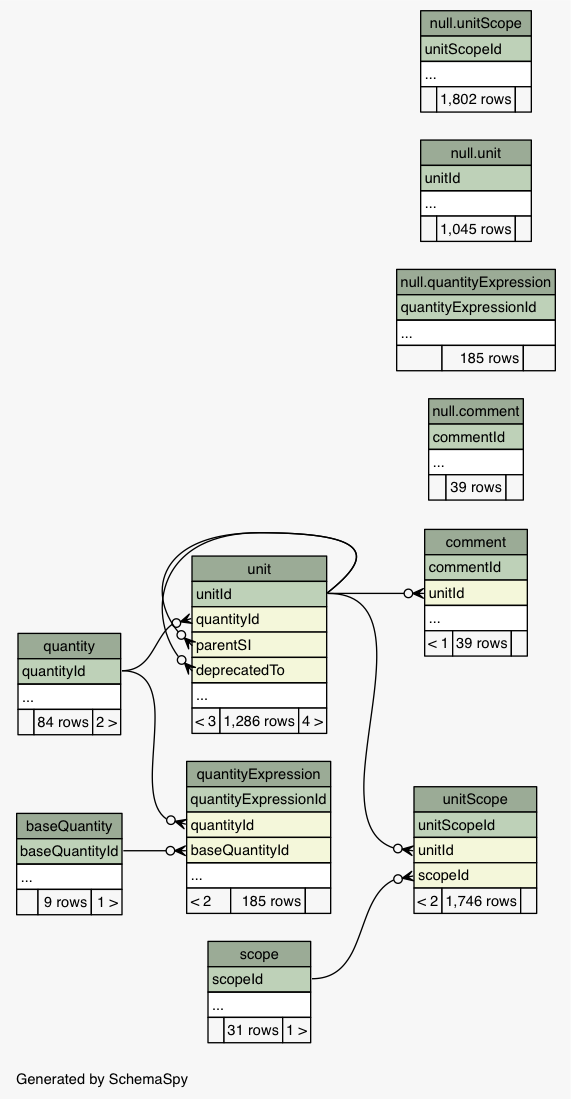 null.unitScope
unitScopeId
...
1,802 rows
null.unit
unitId
...
1,045 rows
null.quantityExpression
quantityExpressionId
...
185 rows
null.comment
commentId
...
39 rows
comment
commentId
unitId
...
< 1 39 rows
unit
unitId
quantityId
parentSI
deprecatedTo
...
< 3 1,286 rows 4 >
quantity
quantityId
...
84 rows 2 >
quantityExpression
quantityExpressionId
quantityId
baseQuantityId
...
< 2 185 rows
baseQuantity
baseQuantityId
...
9 rows 1 >
unitScope
unitScopeId
unitId
scopeId
< 2 1,746 rows
scope
scopeId
...
31 rows 1 >
Generated by SchemaSpy